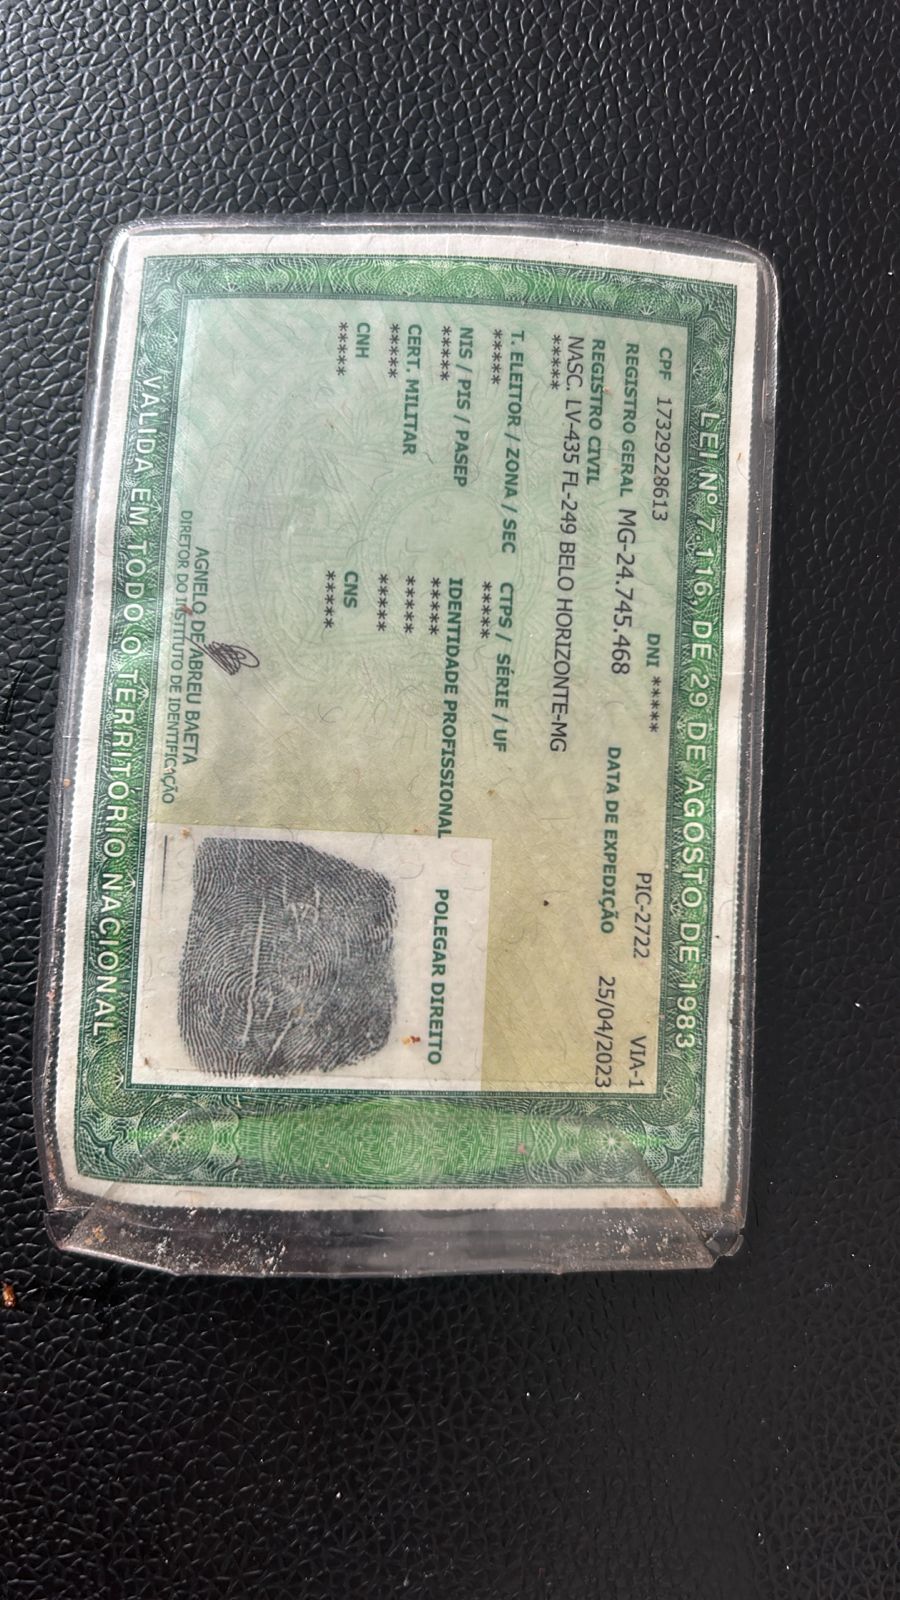 LEI Nº 7.116, DE 29 DE AGOSTO DE 1983
CPF 17329228613 DNI ***** PIC-2722 VIA-1
REGISTRO GERAL MG-24.745.468 DATA DE EXPEDIÇÃO 25/04/2023
REGISTRO CIVIL
NASC. LV-435 FL-249 BELO HORIZONTE-MG
*****
T. ELEITOR / ZONA / SEC CTPS / SÉRIE / UF
***** *****
NIS / PIS / PASEP IDENTIDADE PROFISSIONAL
***** *****
CERT. MILITAR *****
***** *****
CNH CNS
***** *****
POLEGAR DIREITO
AGNELO DE ABREU BAETA
DIRETOR DO INSTITUTO DE IDENTIFICAÇÃO
VÁLIDA EM TODO O TERRITÓRIO NACIONAL